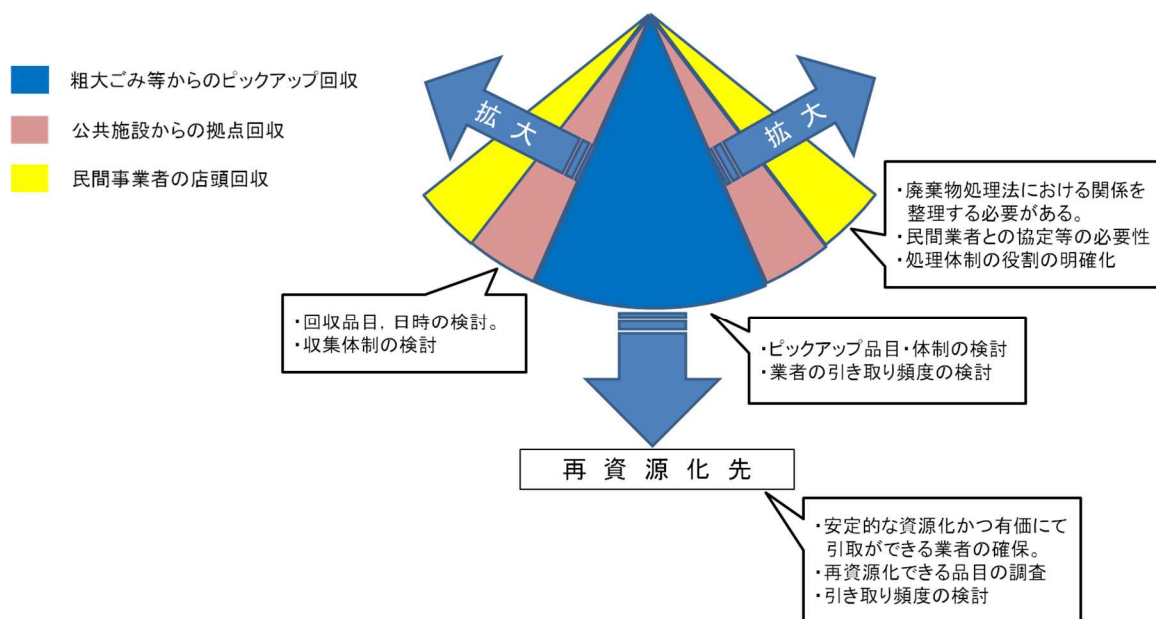 粗大ごみ等からのピックアップ回収
公共施設からの拠点回収
民間事業者の店頭回収
拡大
拡大
・廃棄物処理法における関係を
整理する必要がある。
・民間業者との協定等の必要性
・処理体制の役割の明確化
・回収品目，日時の検討。
・収集体制の検討
・ピックアップ品目・体制の検討
・業者の引き取り頻度の検討
再資源化先
・安定的な資源化かつ有価にて
引取ができる業者の確保。
・再資源化できる品目の調査
・引き取り頻度の検討